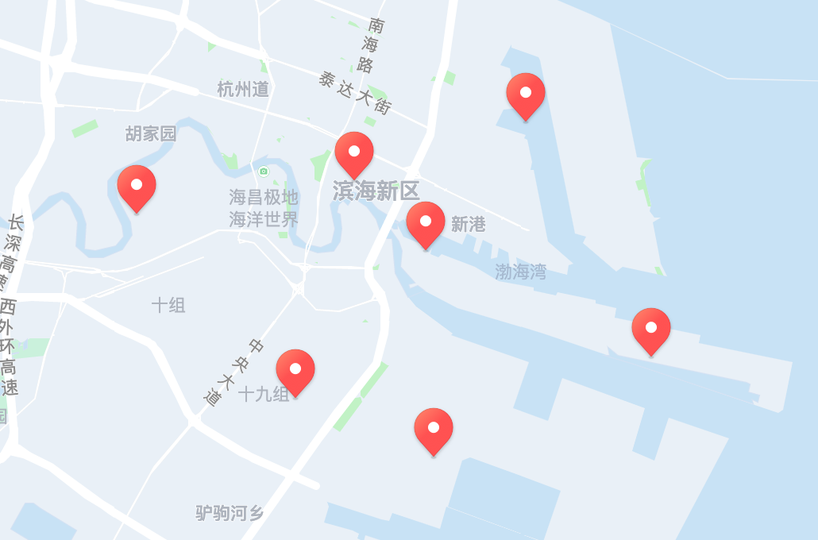 南海路
泰达大街
杭州道
胡家园
海昌极地
海洋世界
滨海新区
新港
渤海湾
长深高速
西外环高速
十组
中央大道
十九组
园
驴驹河乡